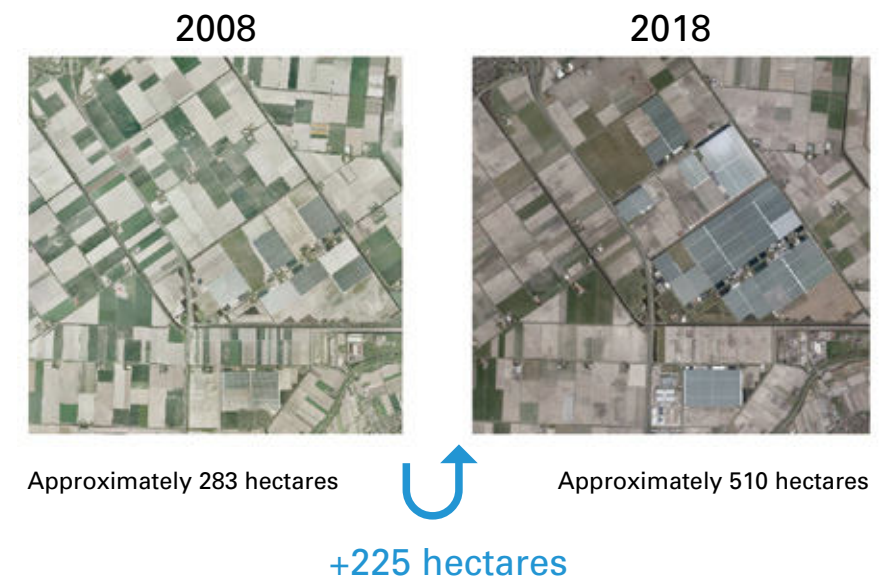 2008
2018
Approximately 283 hectares
Approximately 510 hectares
+225 hectares